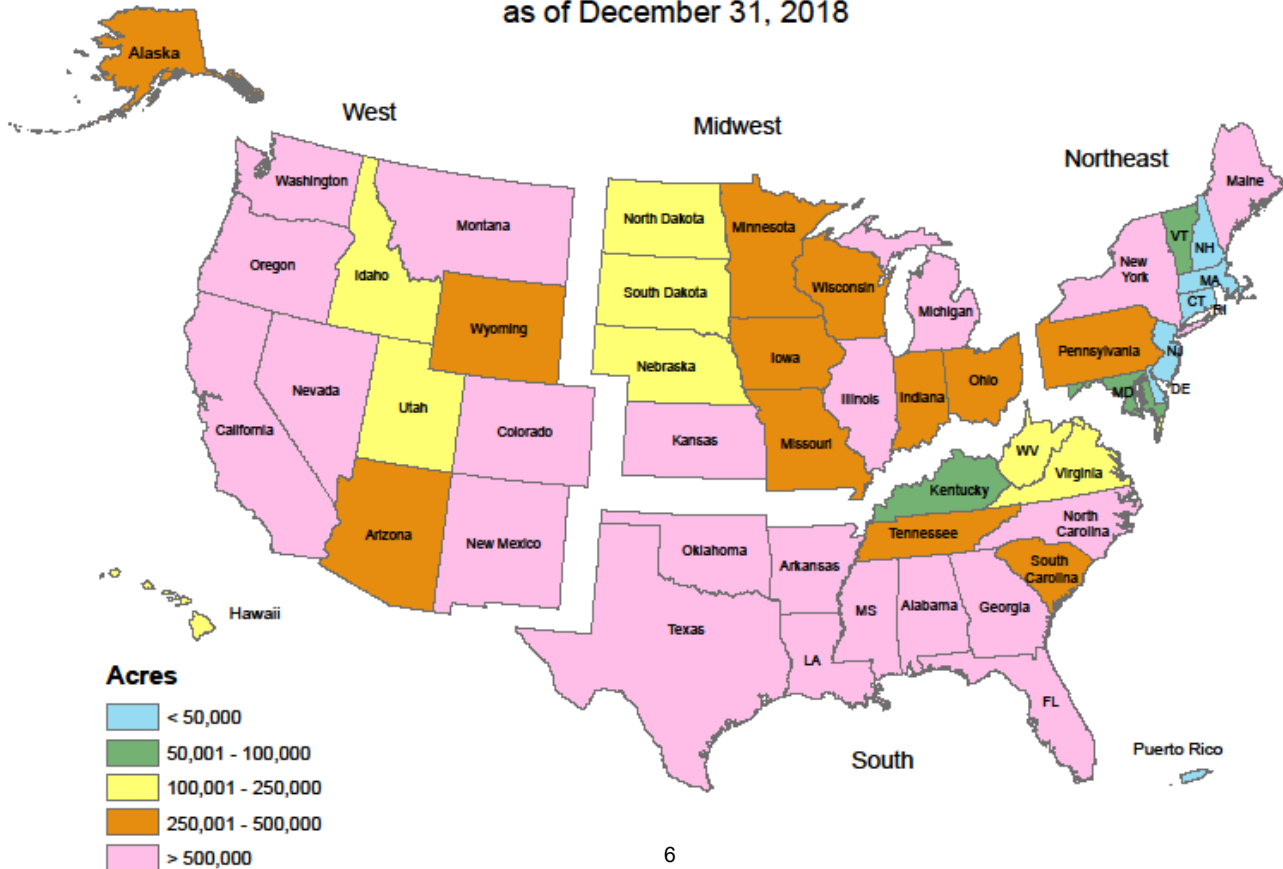 as of December 31, 2018
Alaska
West
Midwest
Northeast
Washington
Montana
Oregon
Idaho
Wyoming
Nevada
Utah
California
Colorado
Arizona
New Mexico
Hawaii
North Dakota
Minnesota
South Dakota
Wisconsin
Michigan
Nebraska
Iowa
Illinois
Indiana
Ohio
Kansas
Missouri
Maine
VT
NH
New
York
MA
CT
RI
Pennsylvania
NJ
MD
DE
WV
Virginia
Kentucky
Tennessee
North
Carolina
South
Carolina
Oklahoma
Arkansas
Texas
MS
Alabama
Georgia
LA
FL
South
Puerto Rico
Acres
< 50,000
50,001 - 100,000
100,001 - 250,000
250,001 - 500,000
> 500,000
6